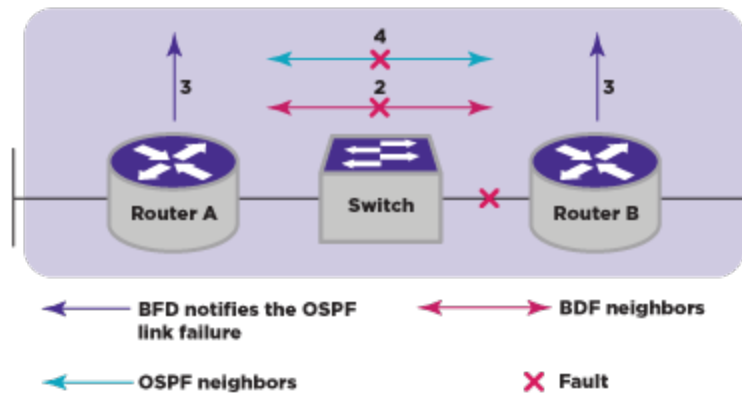 4
2
3
3
Router A
Switch
Router B
BFD notifies the OSPF
link failure
BDF neighbors
OSPF neighbors
Fault